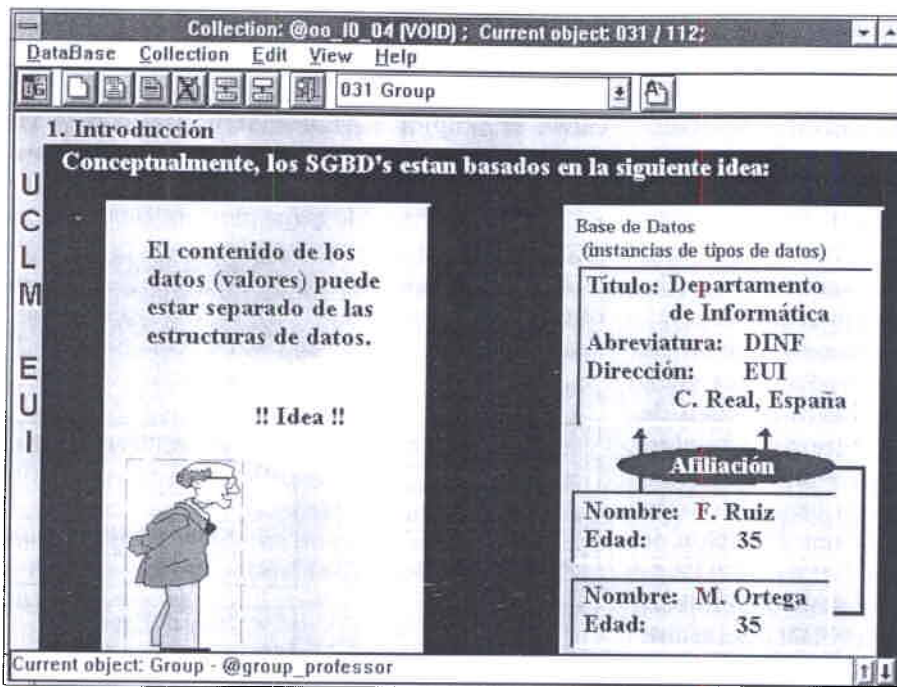 Collection: @oo_l0_04 (VOID) ; Current object: 031 / 112;
DataBase Collection Edit View Help
031 Group
1. Introducción
Conceptualmente, los SGBD's estan basados en la siguiente idea:
UCLM EUI
El contenido de los
datos (valores) puede
estar separado de las
estructuras de datos.
!! Idea !!
Base de Datos
(instancias de tipos de datos)
Título: Departamento
de Informática
Abreviatura: DINF
Dirección: EUI
C. Real, España
Afiliación
Nombre: F. Ruiz
Edad: 35
Nombre: M. Ortega
Edad: 35
Current object: Group - @group_professor